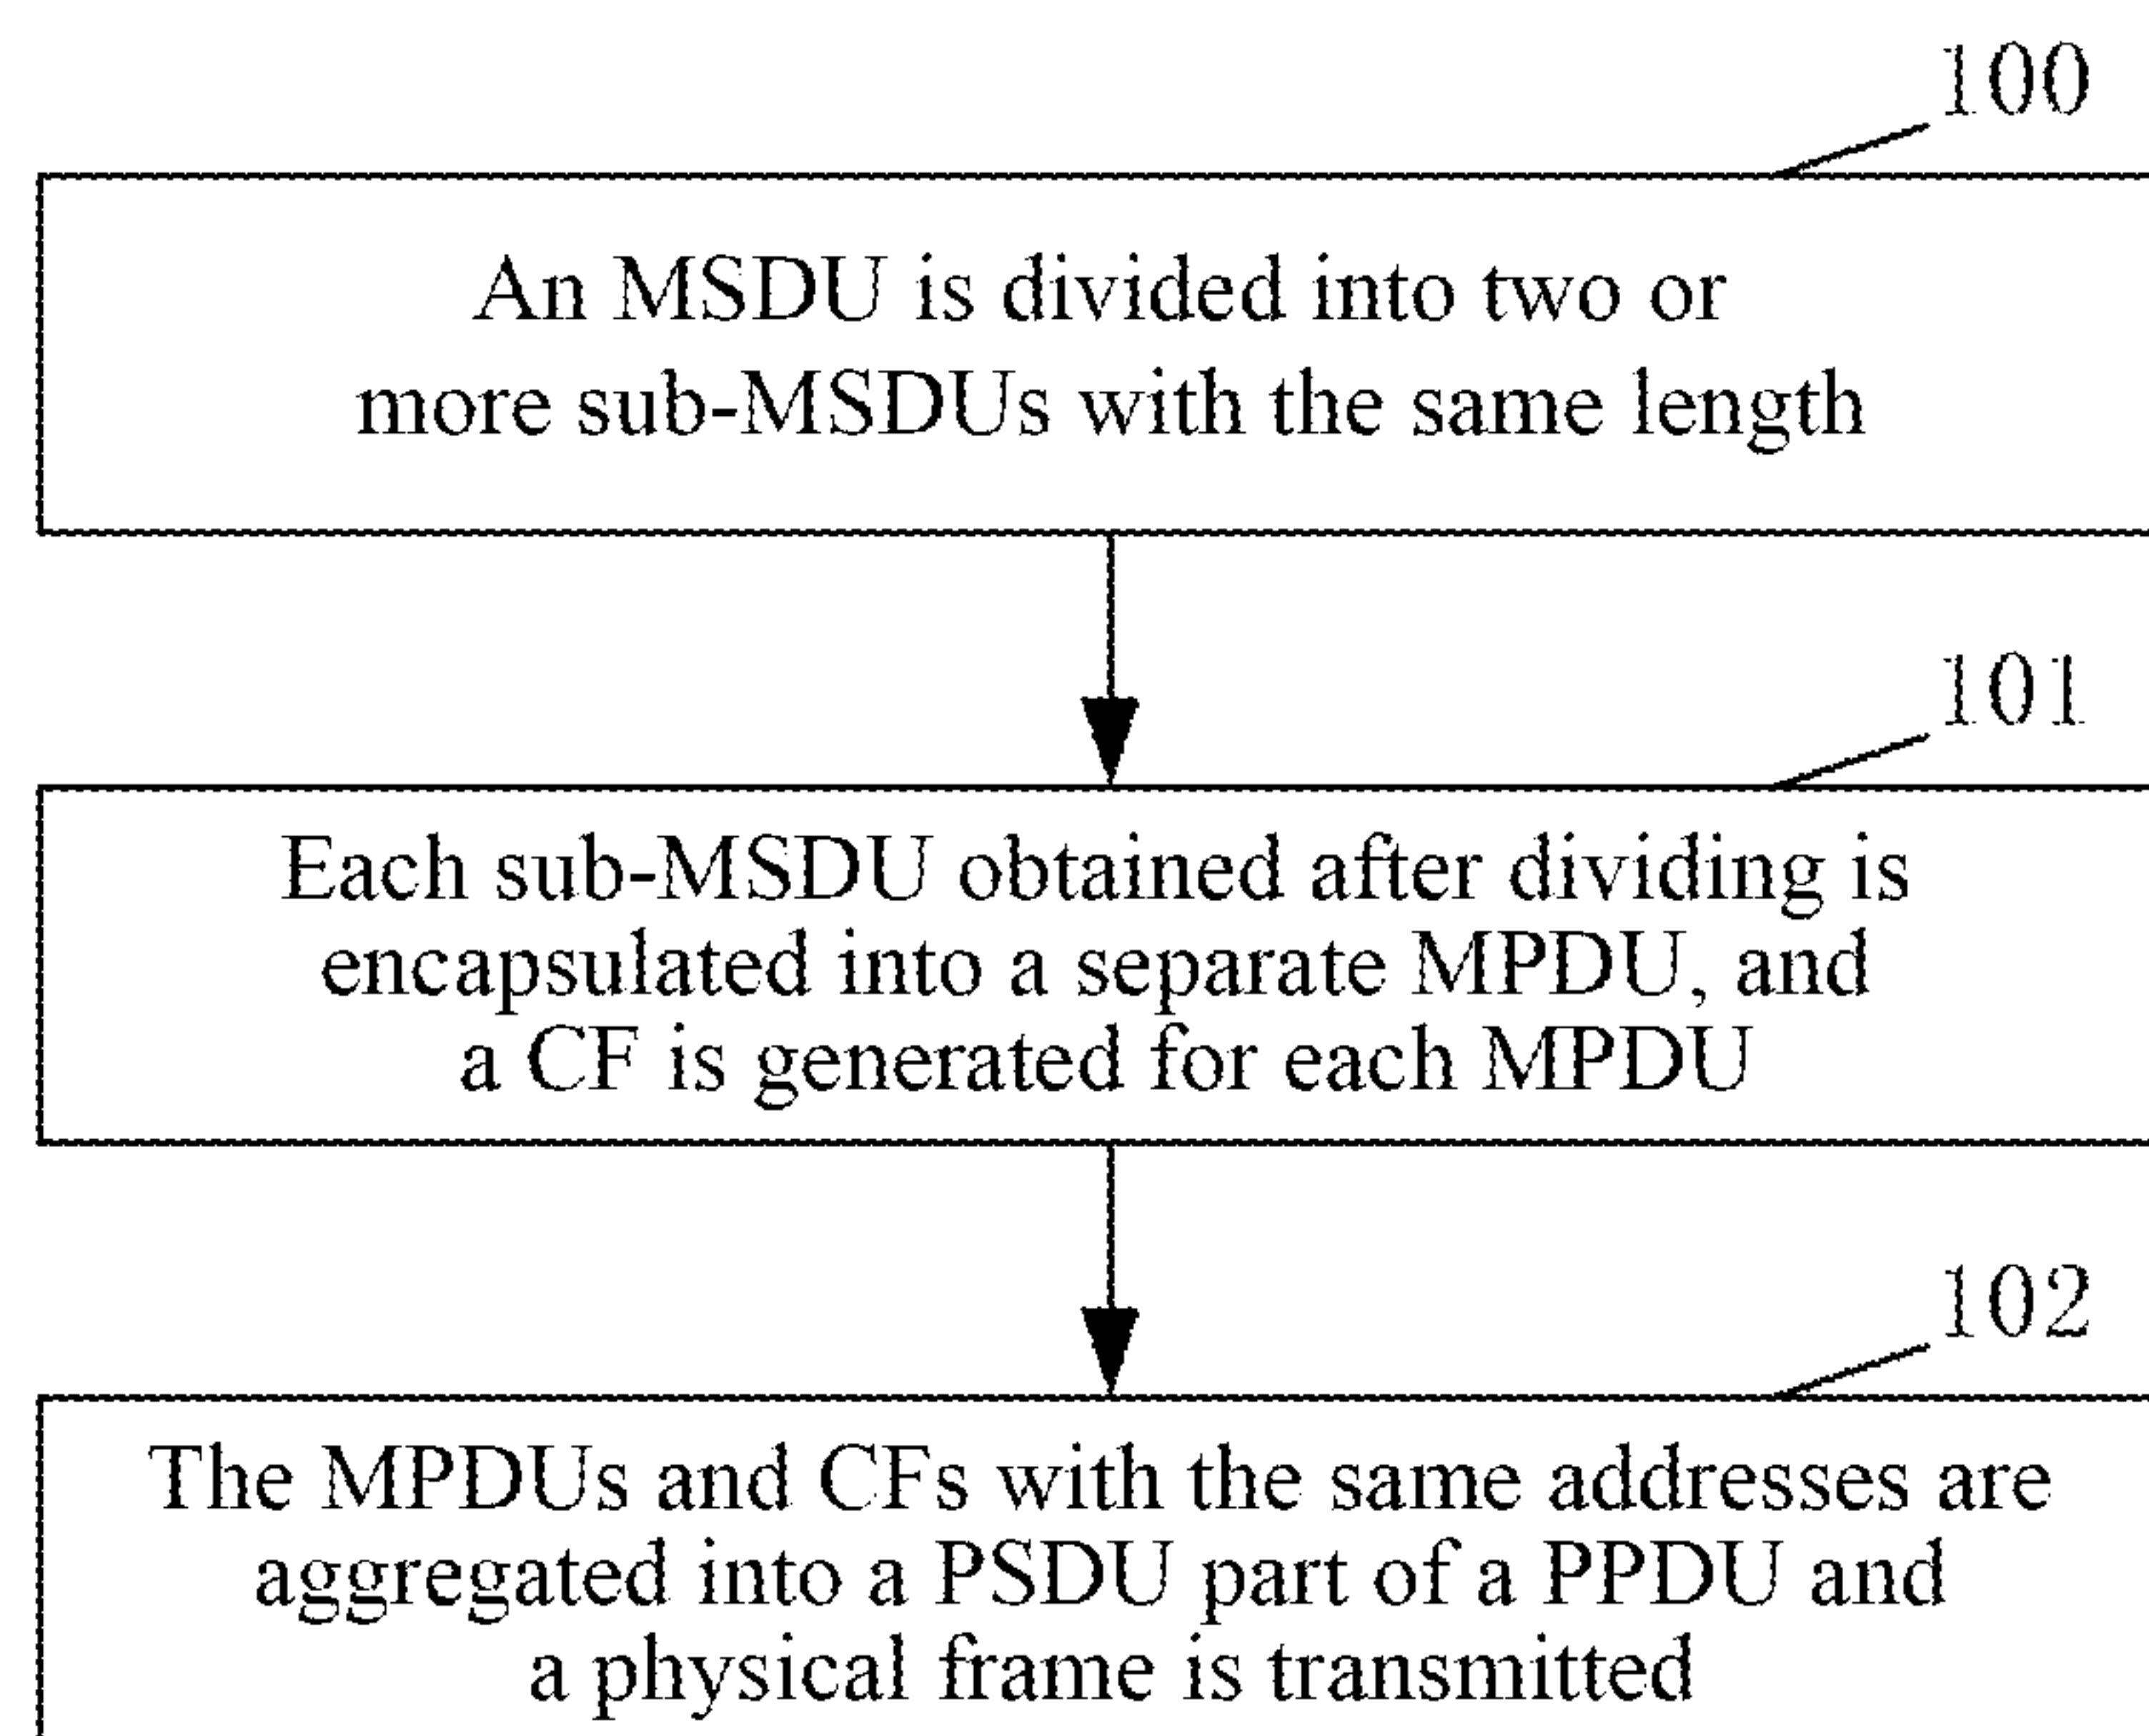 100
An MSDU is divided into two or
more sub-MSDUs with the same length
101
Each sub-MSDU obtained after dividing is
encapsulated into a separate MPDU, and
a CF is generated for each MPDU
102
The MPDUs and CFs with the same addresses are
aggregated into a PSDU part of a PPDU and
a physical frame is transmitted